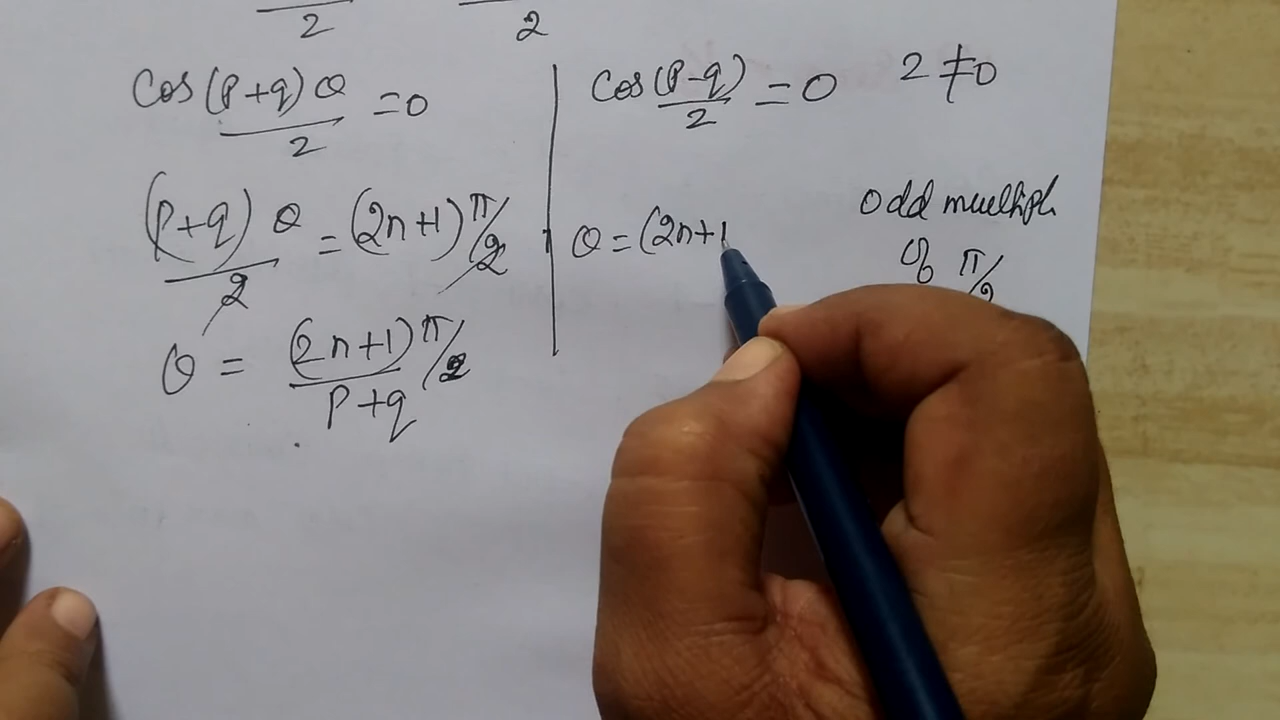 2 2
Cos (p+q)θ/2 = 0
(p+q)θ/2 = (2n+1)π/2
θ = (2n+1)π/2 / p+q
Cos (p-q)/2 = 0 2 ≠ 0
θ = (2n+1
odd multiple
of π/2